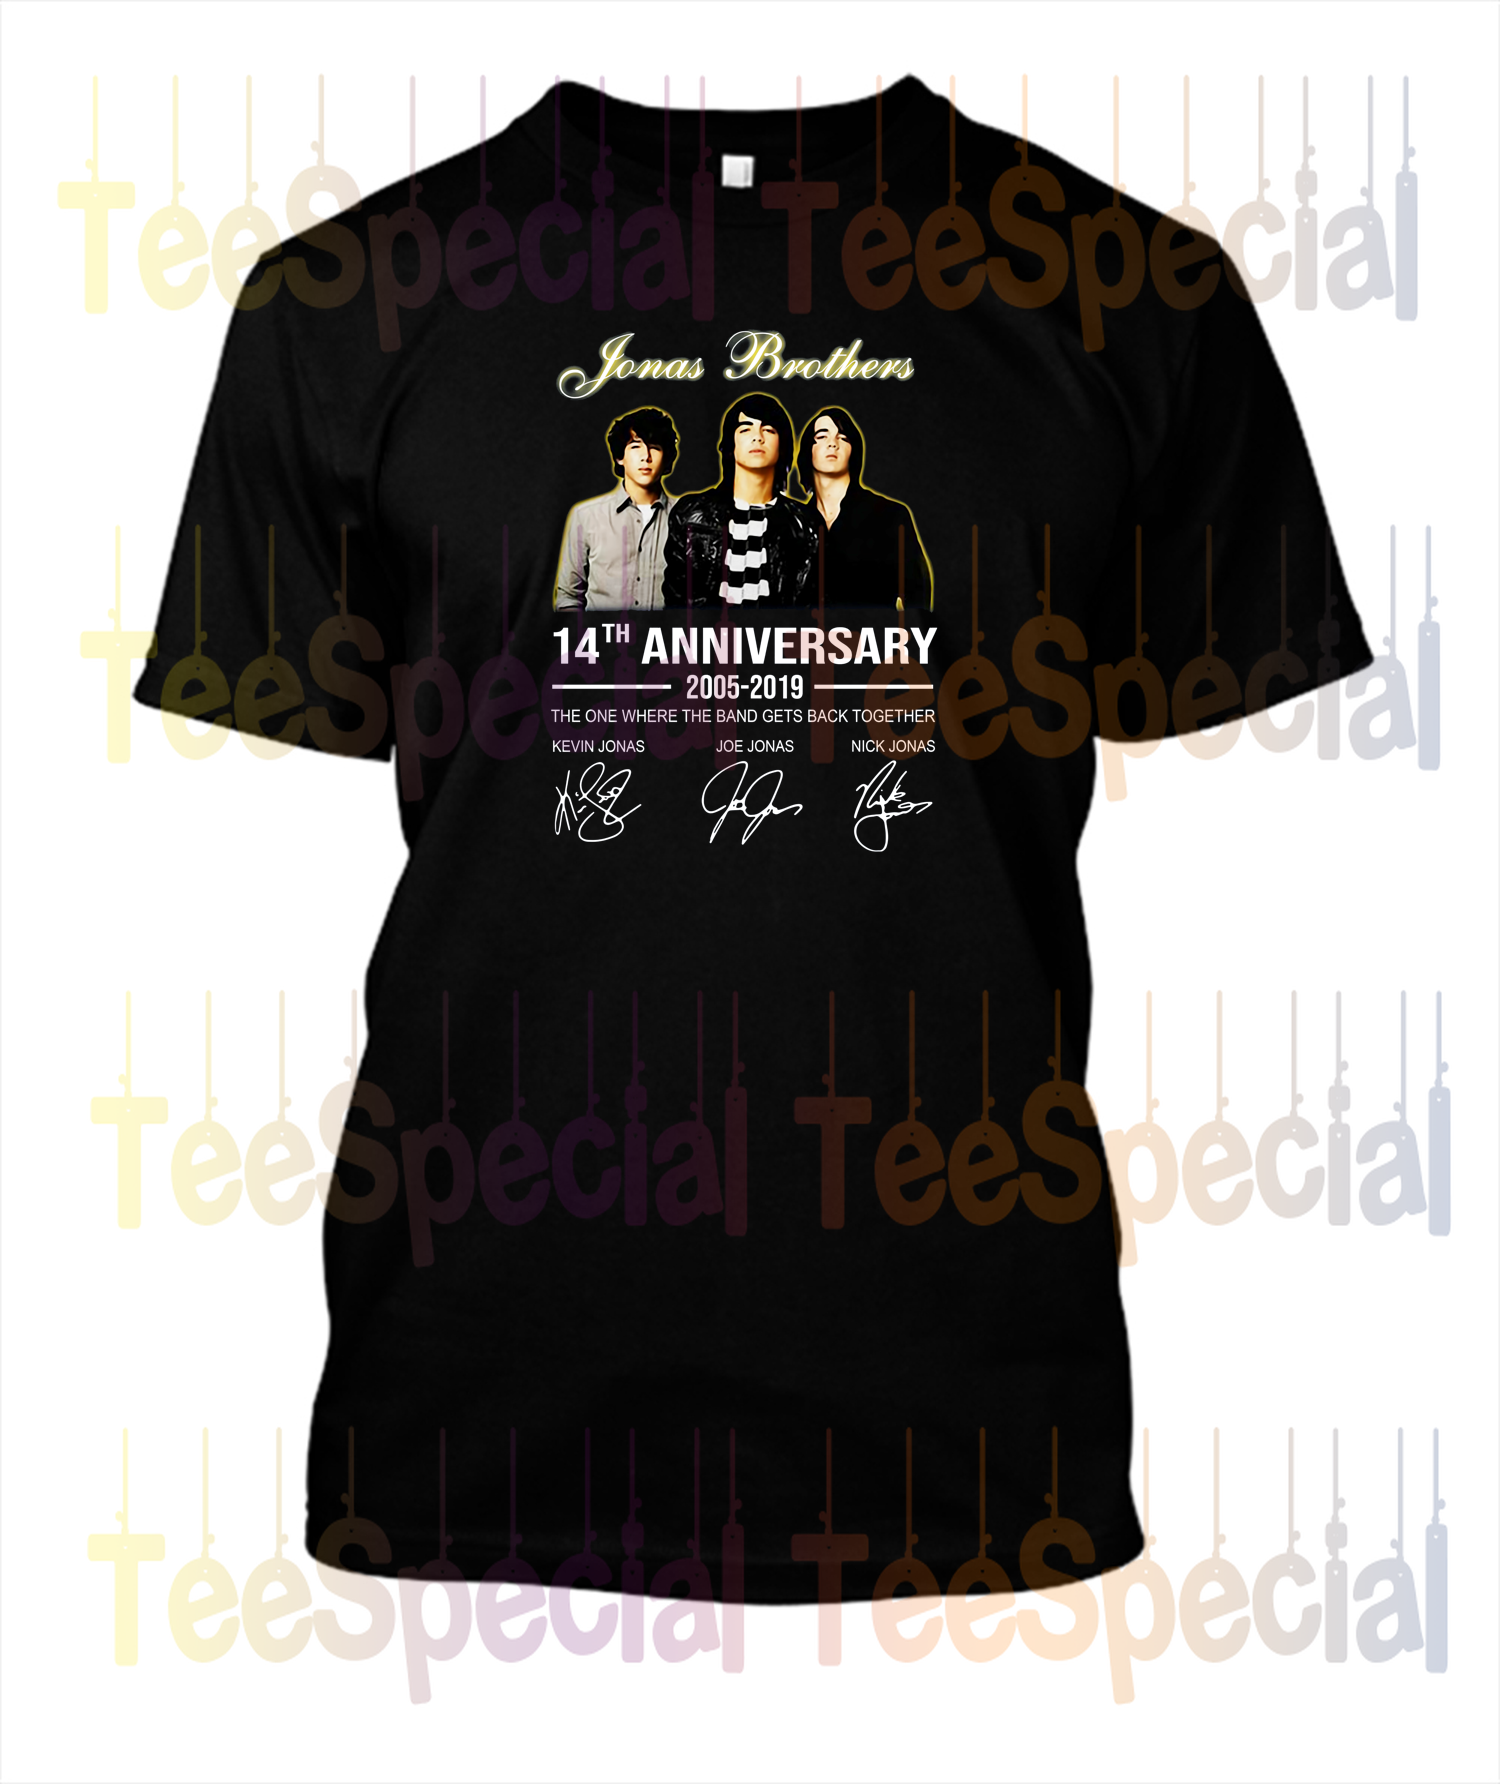 TeeSpecial TeeSpecial
Jonas Brothers
14TH ANNIVERSARY
2005-2019
TeeSpecial TeeSpecial
THE ONE WHERE THE BAND GETS BACK TOGETHER
KEVIN JONAS JOE JONAS NICK JONAS
TeeSpecial TeeSpecial
TeeSpecial TeeSpecial